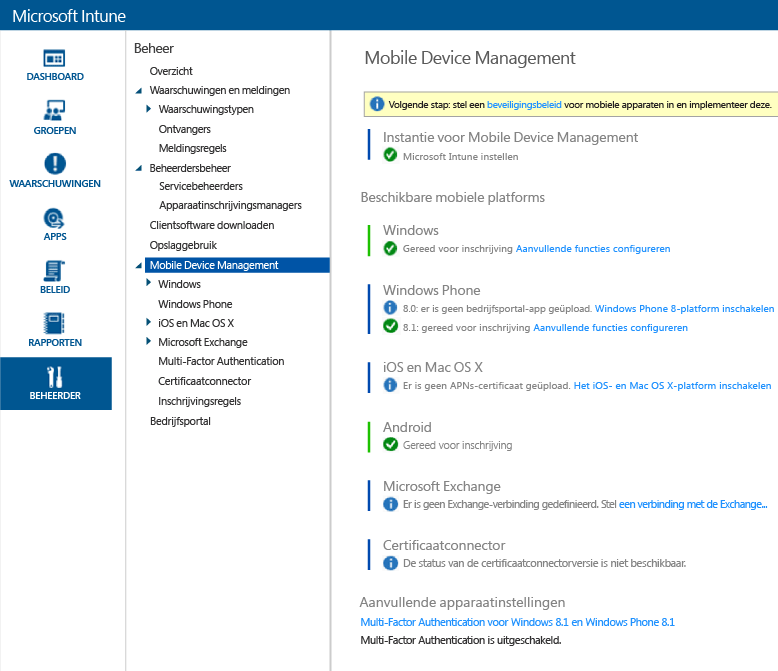 Microsoft Intune
DASHBOARD
GROEPEN
WAARSCHUWINGEN
APPS
BELEID
RAPPORTEN
BEHEERDER
Beheer
Overzicht
Waarschuwingen en meldingen
Waarschuwingstypen
Ontvangers
Meldingsregels
Beheerdersbeheer
Servicebeheerders
Apparaatinschrijvingsmanagers
Clientsoftware downloaden
Opslaggebruik
Mobile Device Management
Windows
Windows Phone
iOS en Mac OS X
Microsoft Exchange
Multi-Factor Authentication
Certificaatconnector
Inschrijvingsregels
Bedrijfsportal
Mobile Device Management
Volgende stap: stel een beveiligingsbeleid voor mobiele apparaten in en implementeer deze.
Instantie voor Mobile Device Management
Microsoft Intune instellen
Beschikbare mobiele platforms
Windows
Gereed voor inschrijving Aanvullende functies configureren
Windows Phone
8.0: er is geen bedrijfsportal-app geüpload. Windows Phone 8-platform inschakelen
8.1: gereed voor inschrijving Aanvullende functies configureren
iOS en Mac OS X
Er is geen APNs-certificaat geüpload. Het iOS- en Mac OS X-platform inschakelen
Android
Gereed voor inschrijving
Microsoft Exchange
Er is geen Exchange-verbinding gedefinieerd. Stel een verbinding met de Exchange...
Certificaatconnector
De status van de certificaatconnectorversie is niet beschikbaar.
Aanvullende apparaatinstellingen
Multi-Factor Authentication voor Windows 8.1 en Windows Phone 8.1
Multi-Factor Authentication is uitgeschakeld.